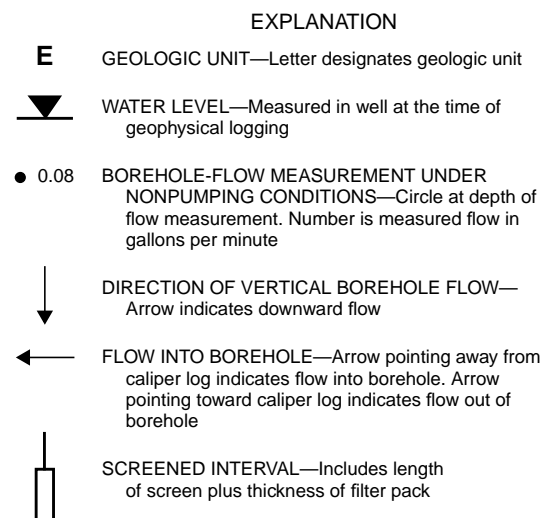 EXPLANATION
E GEOLOGIC UNIT—Letter designates geologic unit
WATER LEVEL—Measured in well at the time of
geophysical logging
0.08 BOREHOLE-FLOW MEASUREMENT UNDER
NONPUMPING CONDITIONS—Circle at depth of
flow measurement. Number is measured flow in
gallons per minute
DIRECTION OF VERTICAL BOREHOLE FLOW—
Arrow indicates downward flow
FLOW INTO BOREHOLE—Arrow pointing away from
caliper log indicates flow into borehole. Arrow
pointing toward caliper log indicates flow out of
borehole
SCREENED INTERVAL—Includes length
of screen plus thickness of filter pack